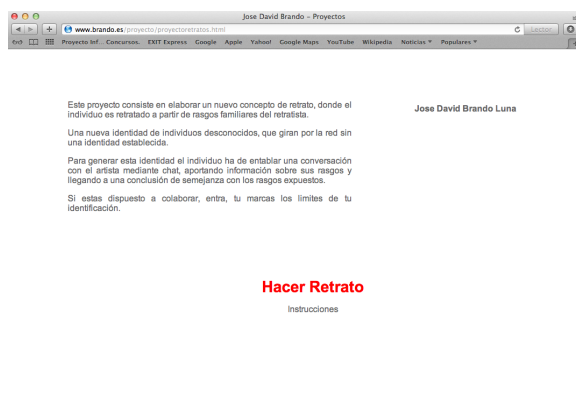 Jose David Brando – Proyectos
www.brando.es/proyecto/proyectoretratos.html
Lector
Proyecto Inf... Concursos. EXIT Express Google Apple Yahoo! Google Maps YouTube Wikipedia Noticias Populares
Este proyecto consiste en elaborar un nuevo concepto de retrato, donde el
individuo es retratado a partir de rasgos familiares del retratista.
Jose David Brando Luna
Una nueva identidad de individuos desconocidos, que giran por la red sin
una identidad establecida.
Para generar esta identidad el individuo ha de entablar una conversación
con el artista mediante chat, aportando información sobre sus rasgos y
llegando a una conclusión de semejanza con los rasgos expuestos.
Si estas dispuesto a colaborar, entra, tu marcas los limites de tu
identificación.
Hacer Retrato
Instrucciones